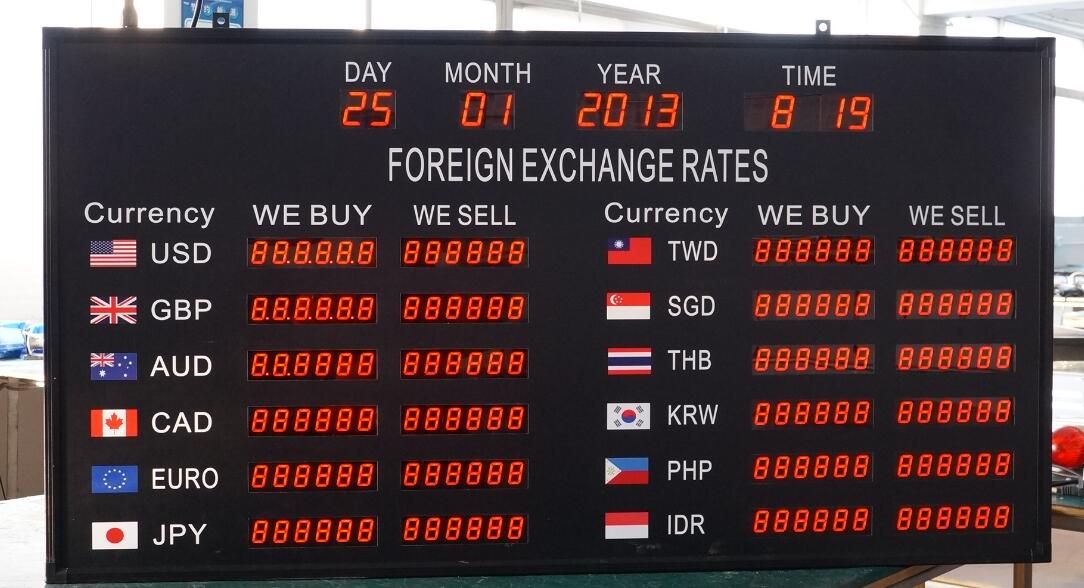 DAY MONTH YEAR TIME
25 01 2013 8 19
FOREIGN EXCHANGE RATES
Currency WE BUY WE SELL Currency WE BUY WE SELL
USD 88.8.8.8.8 888888 TWD 888888 888888
GBP 8.8.8.8.8.8 888888 SGD 888888 888888
AUD 8.8.8888 888888 THB 888888 888888
CAD 888888 888888 KRW 888888 888888
EURO 888888 888888 PHP 888888 888888
JPY 888888 888888 IDR 888888 888888